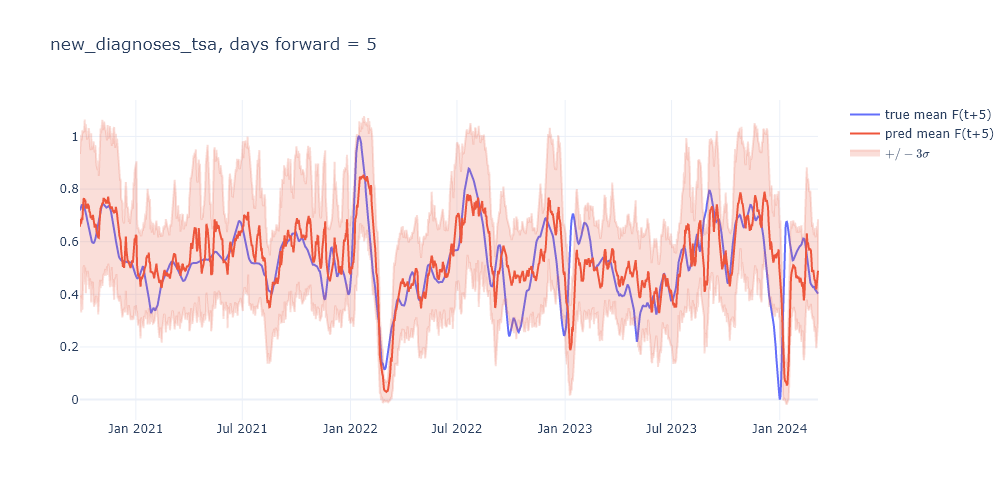 new_diagnoses_tsa, days forward = 5
true mean F(t+5)
pred mean F(t+5)
+/ − 3σ
1
0.8
0.6
0.4
0.2
0
Jan 2021
Jul 2021
Jan 2022
Jul 2022
Jan 2023
Jul 2023
Jan 2024